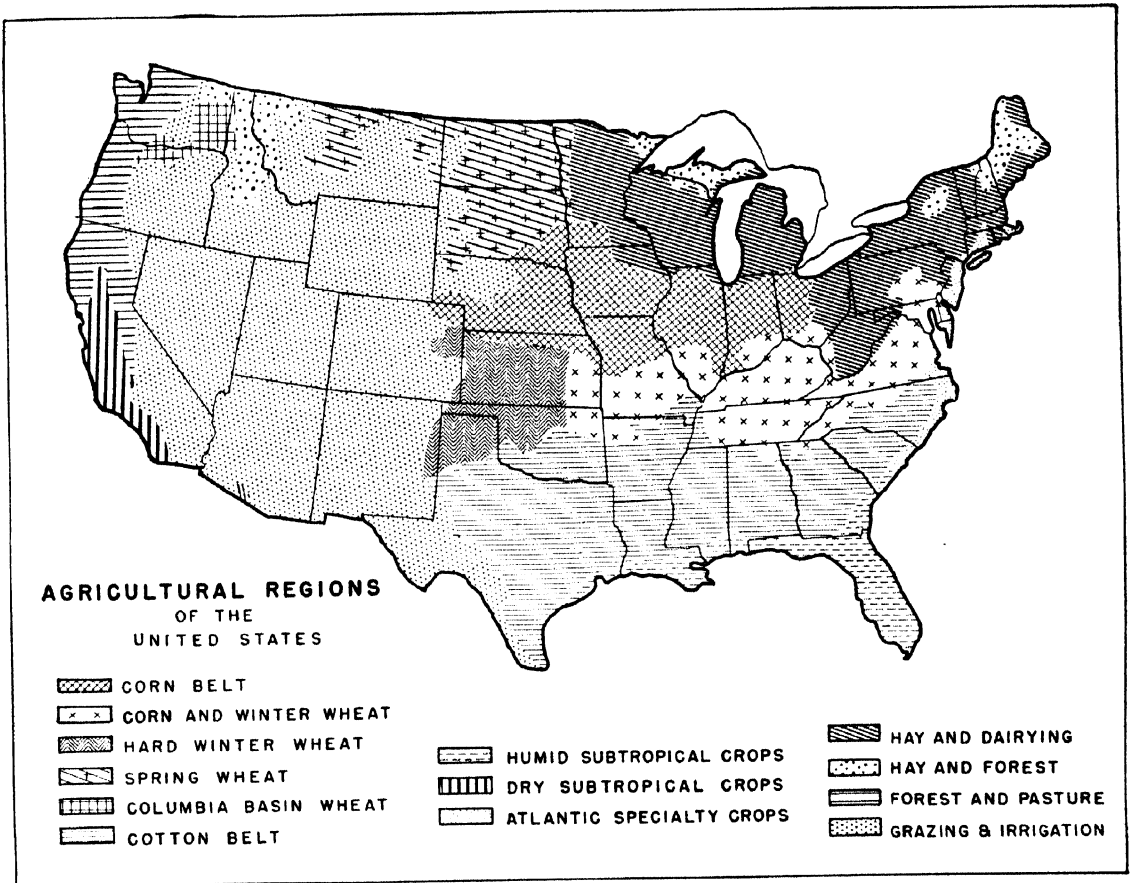 AGRICULTURAL REGIONS
OF THE
UNITED STATES
CORN BELT
CORN AND WINTER WHEAT
HARD WINTER WHEAT
SPRING WHEAT
COLUMBIA BASIN WHEAT
COTTON BELT
HUMID SUBTROPICAL CROPS
DRY SUBTROPICAL CROPS
ATLANTIC SPECIALTY CROPS
HAY AND DAIRYING
HAY AND FOREST
FOREST AND PASTURE
GRAZING & IRRIGATION